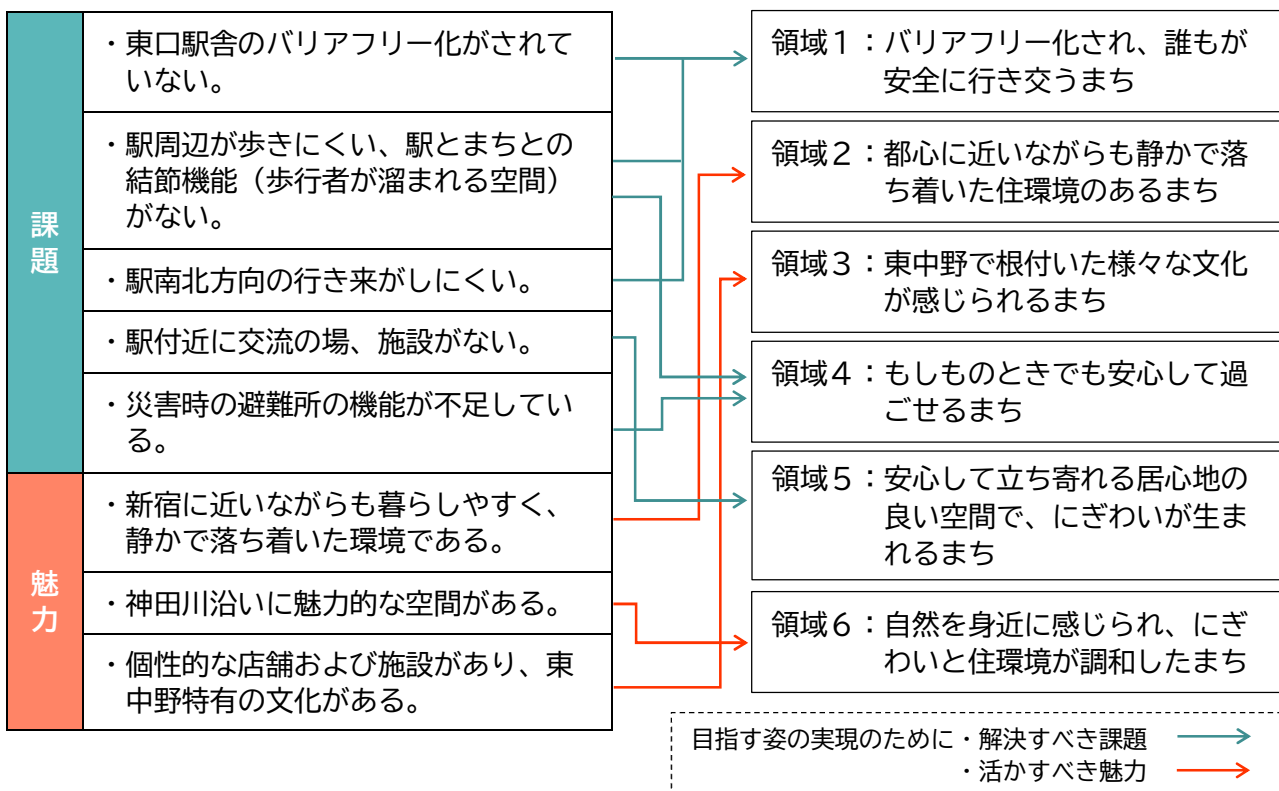 課題
・東口駅舎のバリアフリー化がされて
いない。
・駅周辺が歩きにくい、駅とまちとの
結節機能（歩行者が溜まれる空間）
がない。
・駅南北方向の行き来がしにくい。
・駅付近に交流の場、施設がない。
・災害時の避難所の機能が不足してい
る。
魅力
・新宿に近いながらも暮らしやすく、
静かで落ち着いた環境である。
・神田川沿いに魅力的な空間がある。
・個性的な店舗および施設があり、東
中野特有の文化がある。
領域１：バリアフリー化され、誰もが
安全に行き交うまち
領域２：都心に近いながらも静かで落
ち着いた住環境のあるまち
領域３：東中野で根付いた様々な文化
が感じられるまち
領域４：もしものときでも安心して過
ごせるまち
領域５：安心して立ち寄れる居心地の
良い空間で、にぎわいが生ま
れるまち
領域６：自然を身近に感じられ、にぎ
わいと住環境が調和したまち
目指す姿の実現のために・解決すべき課題
・活かすべき魅力